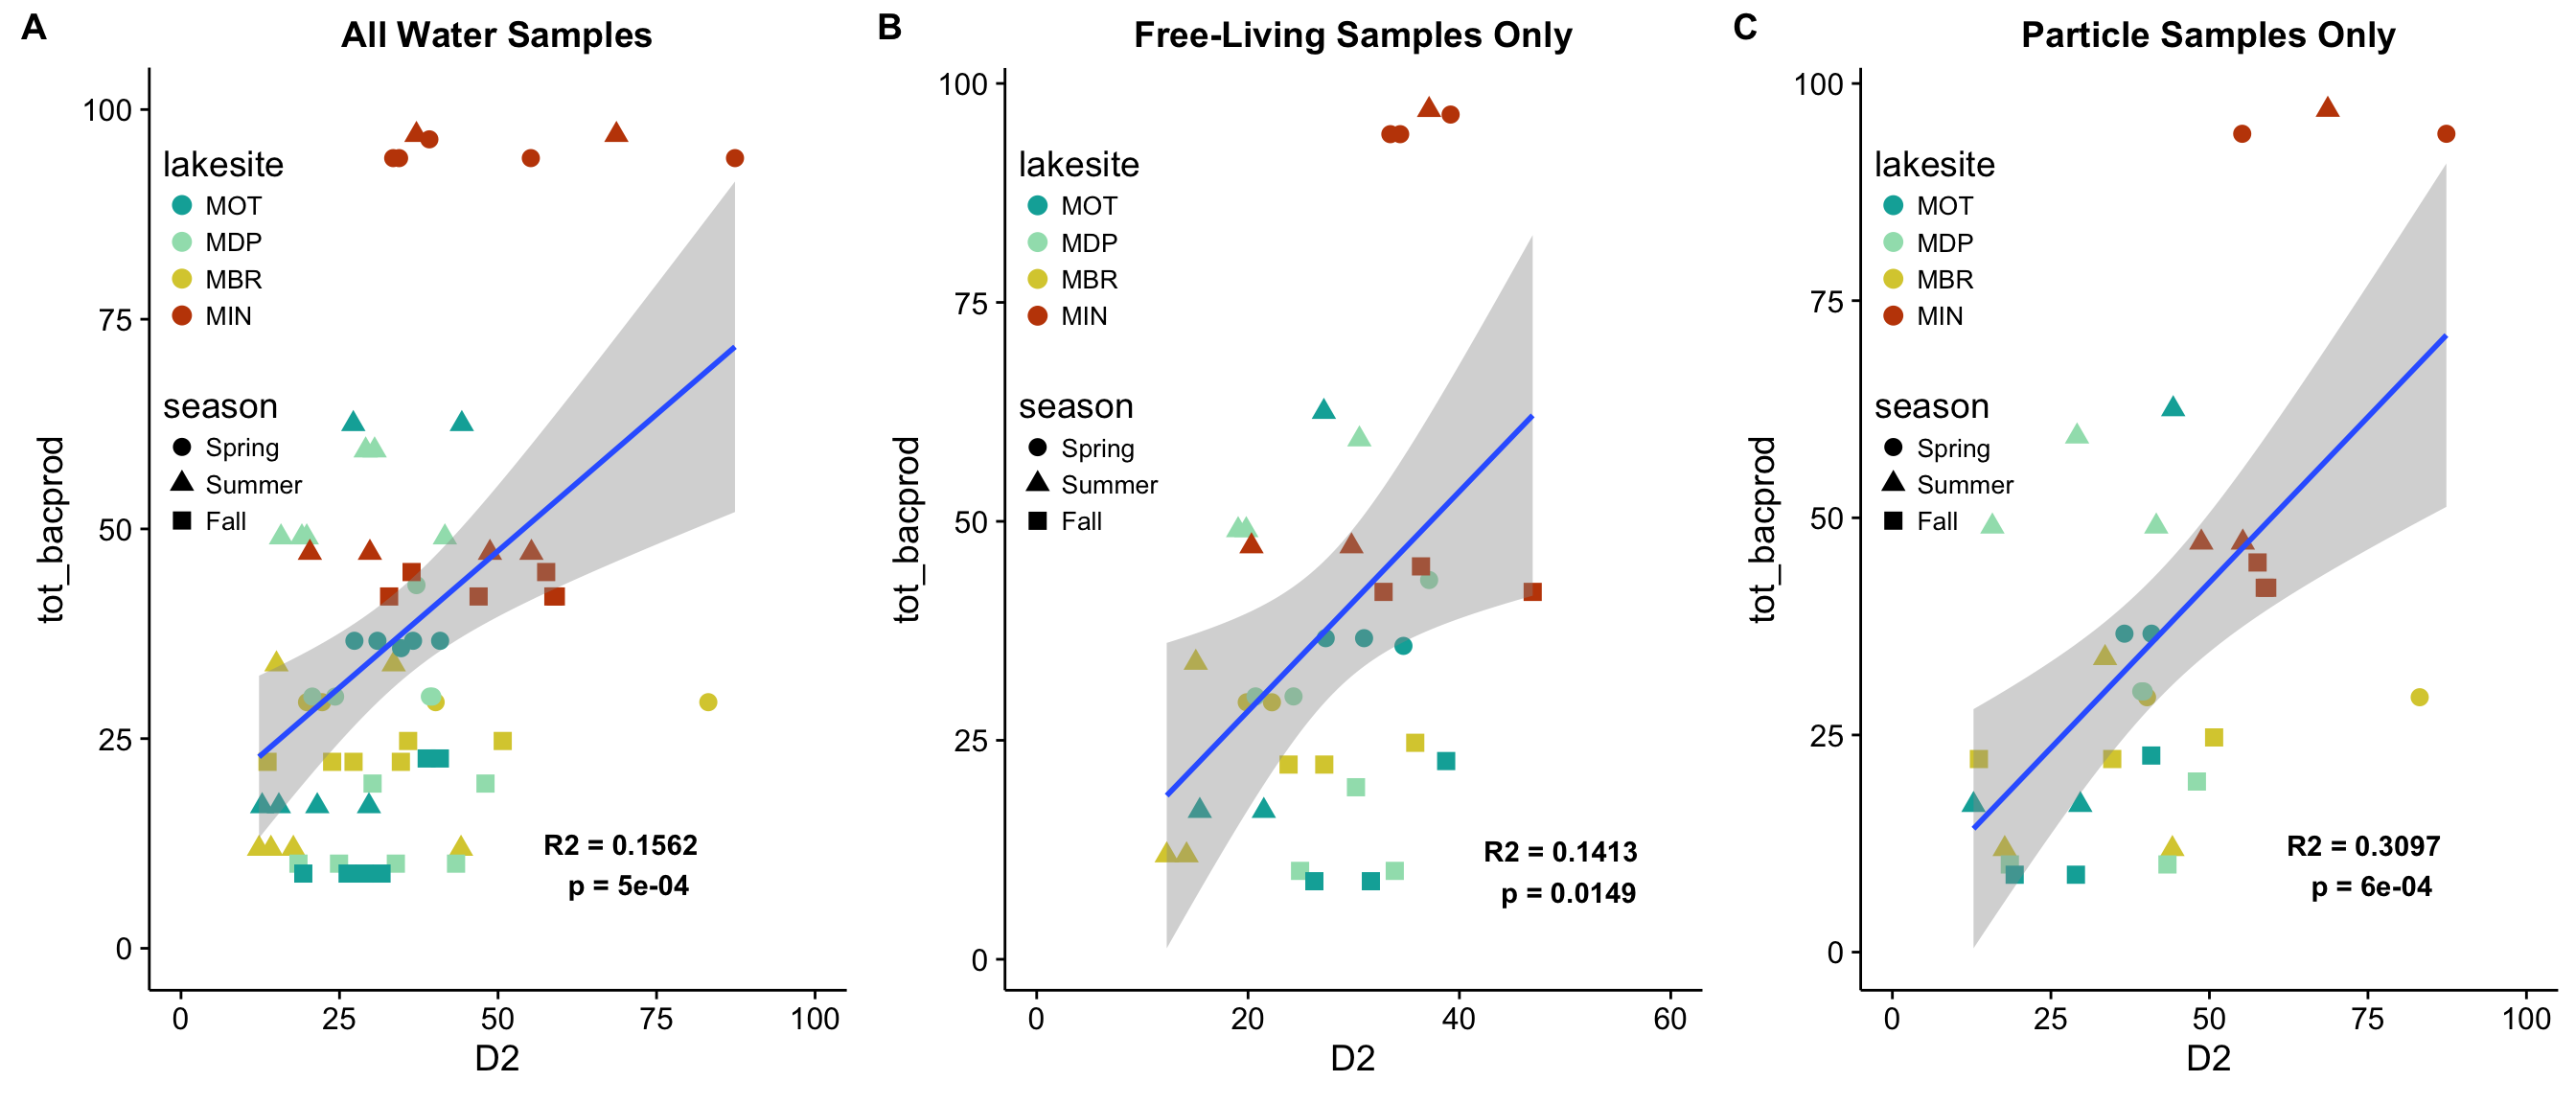 A
All Water Samples
100
75
50
25
0
tot_bacprod
lakesite
MOT
MDP
MBR
MIN
season
Spring
Summer
Fall
R2 = 0.1562
p = 5e-04
0 25 50 75 100
D2
B
Free-Living Samples Only
100
75
50
25
0
tot_bacprod
lakesite
MOT
MDP
MBR
MIN
season
Spring
Summer
Fall
R2 = 0.1413
p = 0.0149
0 20 40 60
D2
C
Particle Samples Only
100
75
50
25
0
tot_bacprod
lakesite
MOT
MDP
MBR
MIN
season
Spring
Summer
Fall
R2 = 0.3097
p = 6e-04
0 25 50 75 100
D2